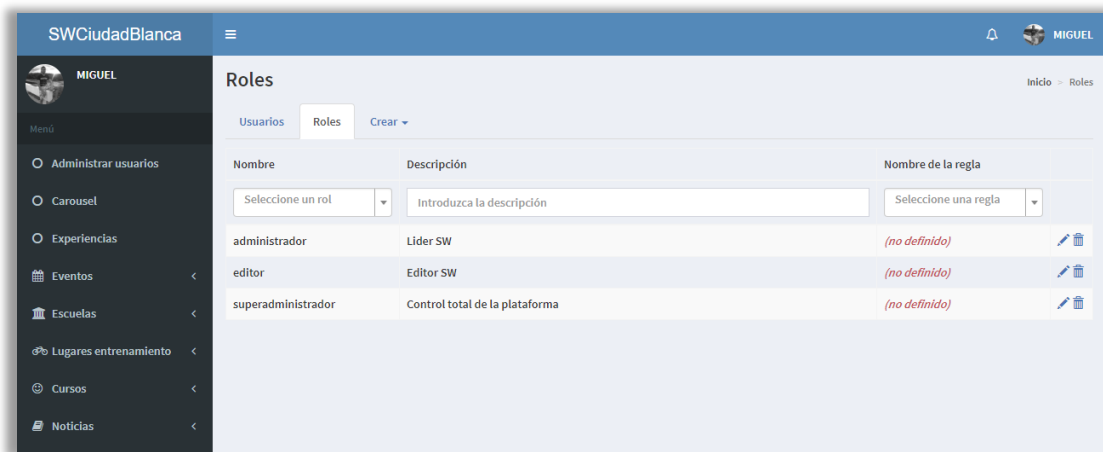 SWCiudadBlanca
MIGUEL
MIGUEL
Roles
Inicio > Roles
Menú
Usuarios Roles Crear
Administrar usuarios
Carousel
Experiencias
Eventos
Escuelas
Lugares entrenamiento
Cursos
Noticias
Nombre Descripción Nombre de la regla
Seleccione un rol Introduzca la descripción Seleccione una regla
administrador Lider SW (no definido)
editor Editor SW (no definido)
superadministrador Control total de la plataforma (no definido)